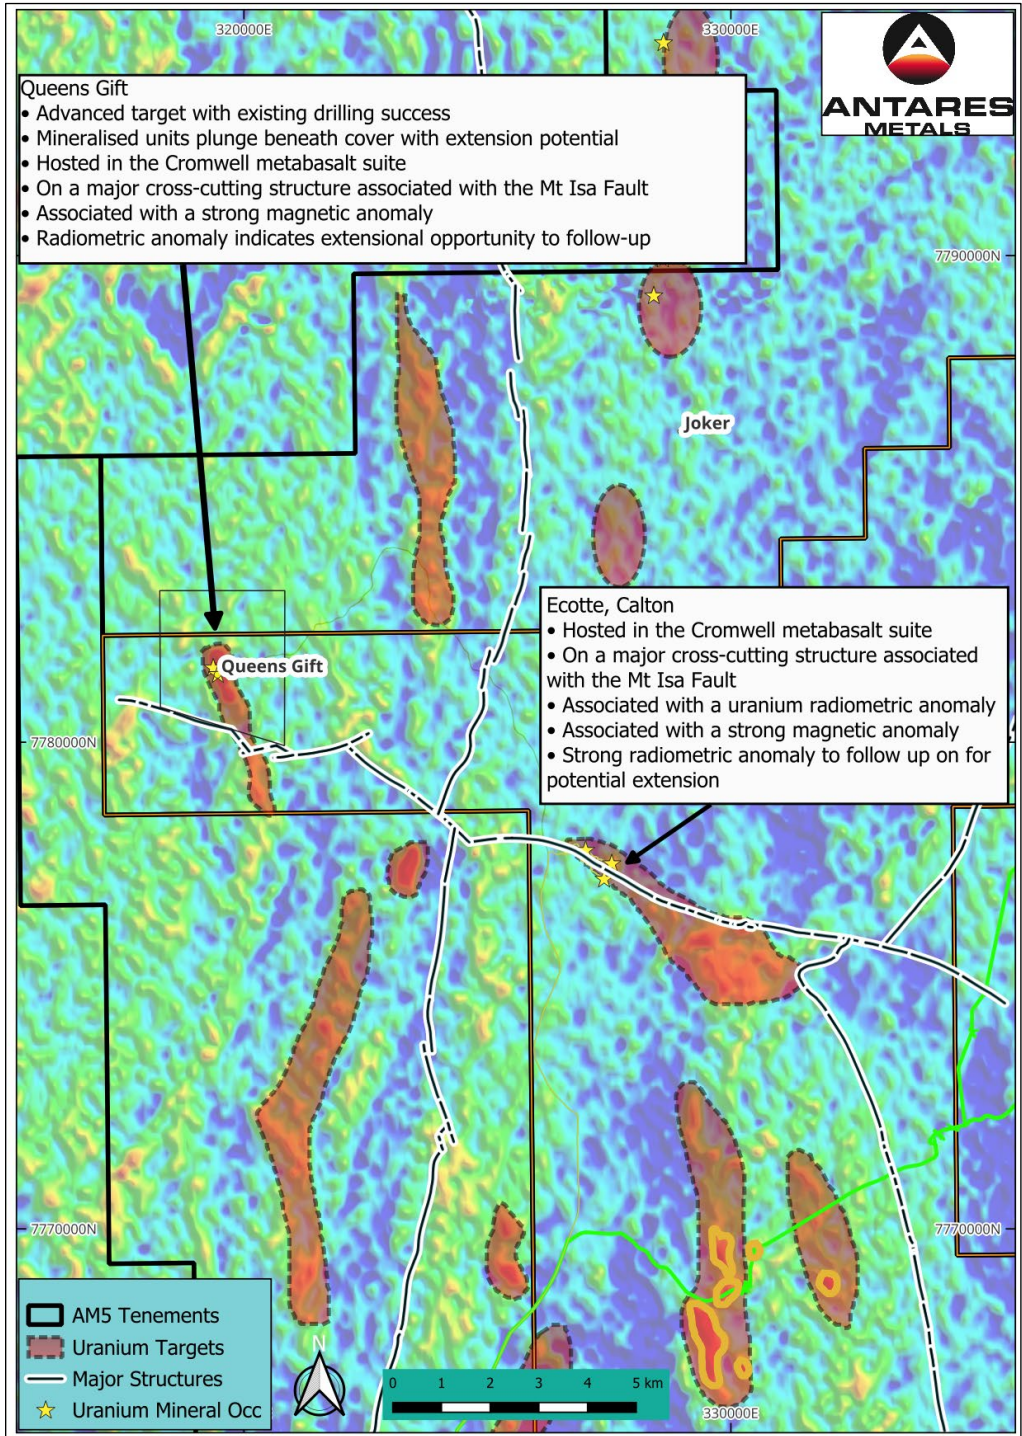 320000E
330000E
ANTARES
METALS
Queens Gift
• Advanced target with existing drilling success
• Mineralised units plunge beneath cover with extension potential
• Hosted in the Cromwell metabasalt suite
• On a major cross-cutting structure associated with the Mt Isa Fault
• Associated with a strong magnetic anomaly
• Radiometric anomaly indicates extensional opportunity to follow-up
7790000N
Joker
Ecotte, Calton
• Hosted in the Cromwell metabasalt suite
• On a major cross-cutting structure associated
with the Mt Isa Fault
• Associated with a uranium radiometric anomaly
• Associated with a strong magnetic anomaly
• Strong radiometric anomaly to follow up on for
potential extension
Queens Gift
7780000N
7770000N
7770000N
AM5 Tenements
Uranium Targets
Major Structures
Uranium Mineral Occ
N
0 1 2 3 4 5 km
330000E